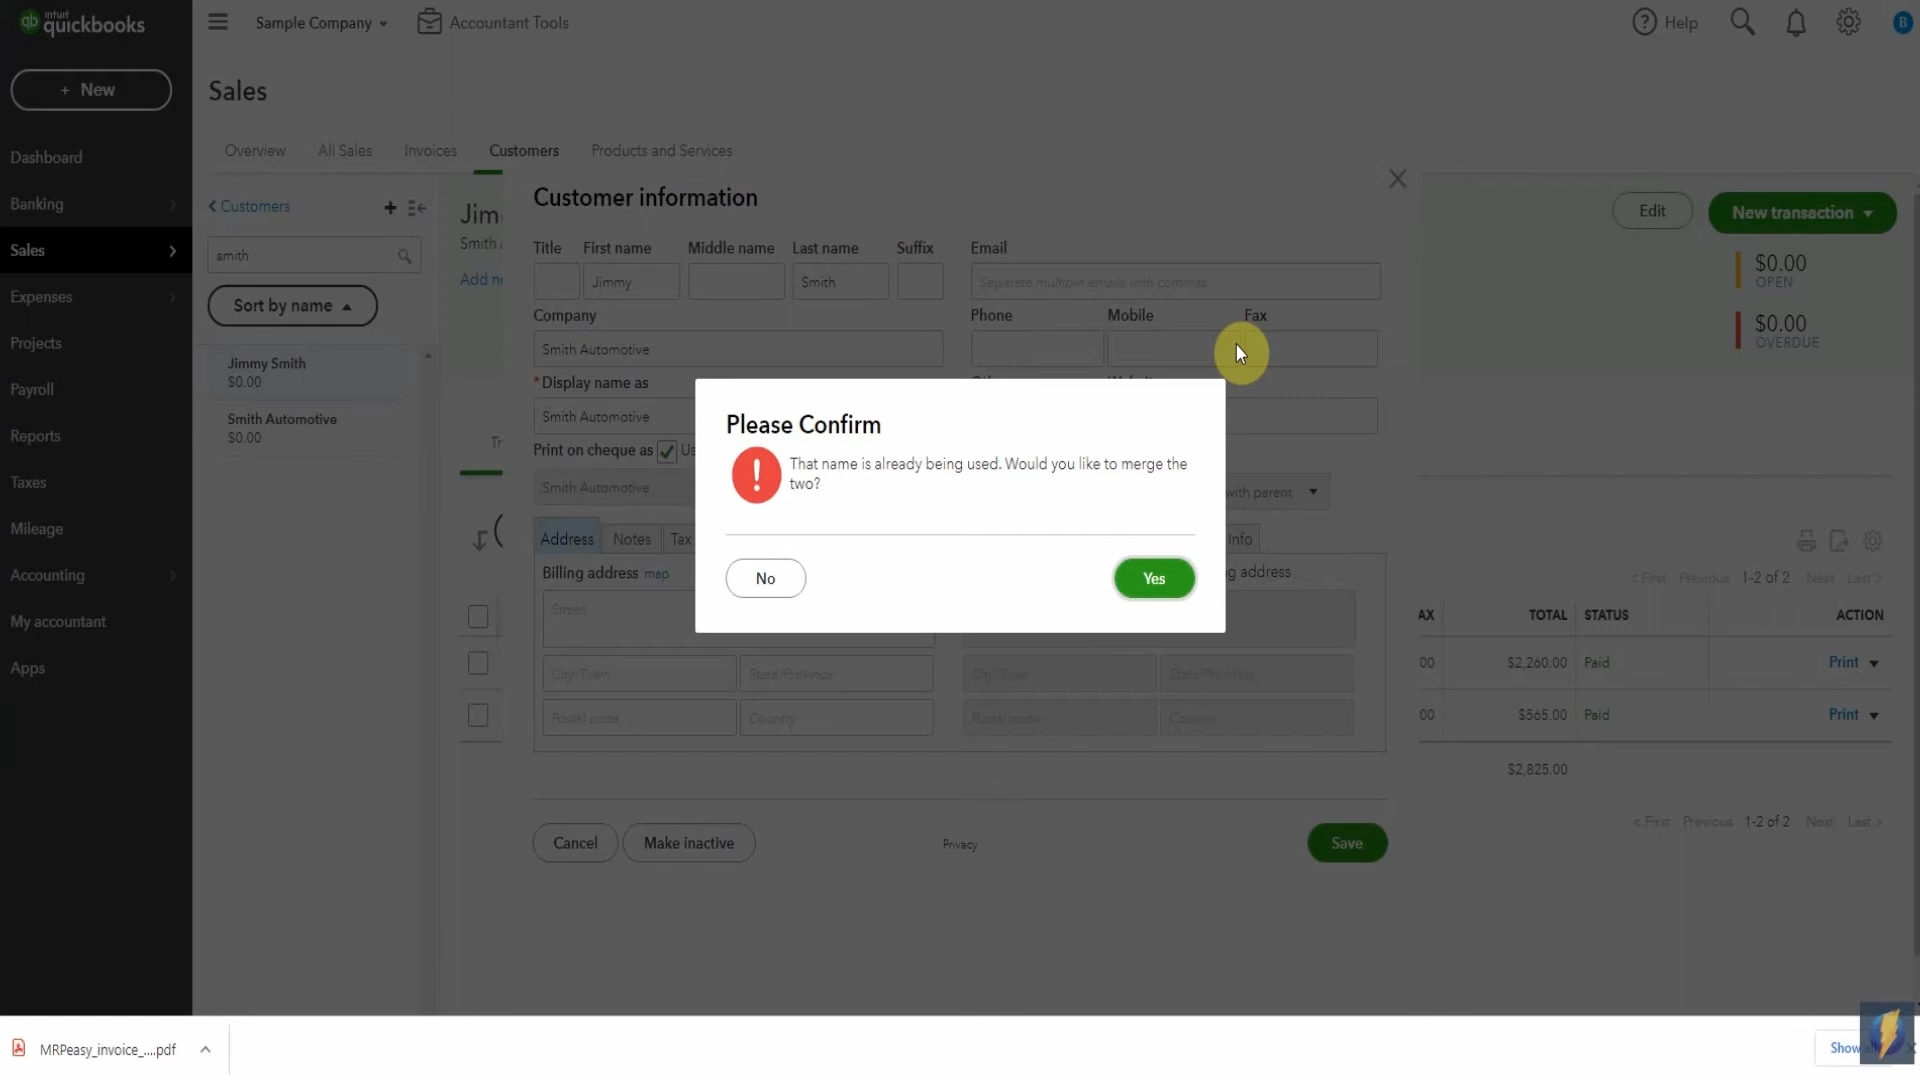 intuit
quickbooks
Sample Company
Accountant Tools
Help
B
+ New
Sales
Overview
All Sales
Invoices
Customers
Products and Services
Dashboard
Banking
Sales
Expenses
Projects
Payroll
Reports
Taxes
Mileage
Accounting
My accountant
Apps
< Customers
+
smith
Sort by name
Jimmy Smith
$0.00
Smith Automotive
$0.00
Jim
Smith
Customer information
Title First name Middle name Last name Suffix Email
Jimmy Smith Separate multiple emails with commas
Company Phone Mobile Fax
Smith Automotive
*Display name as
Smith Automotive
Print on cheque as
Smith Automotive
with parent
Address Notes Tax Info
Billing address map
g address
Street
City/Town State/Province City/Town State/Province
Postal code Country Postal code Country
Cancel
Make inactive
Privacy
Save
Please Confirm
That name is already being used. Would you like to merge the
two?
No
Yes
Edit
New transaction
$0.00
OPEN
$0.00
OVERDUE
< First Previous 1-2 of 2 Next Last >
AX TOTAL STATUS ACTION
00 $2,260.00 Paid Print
00 $565.00 Paid Print
$2,825.00
< First Previous 1-2 of 2 Next Last >
MRPeasy_invoice_....pdf
Show